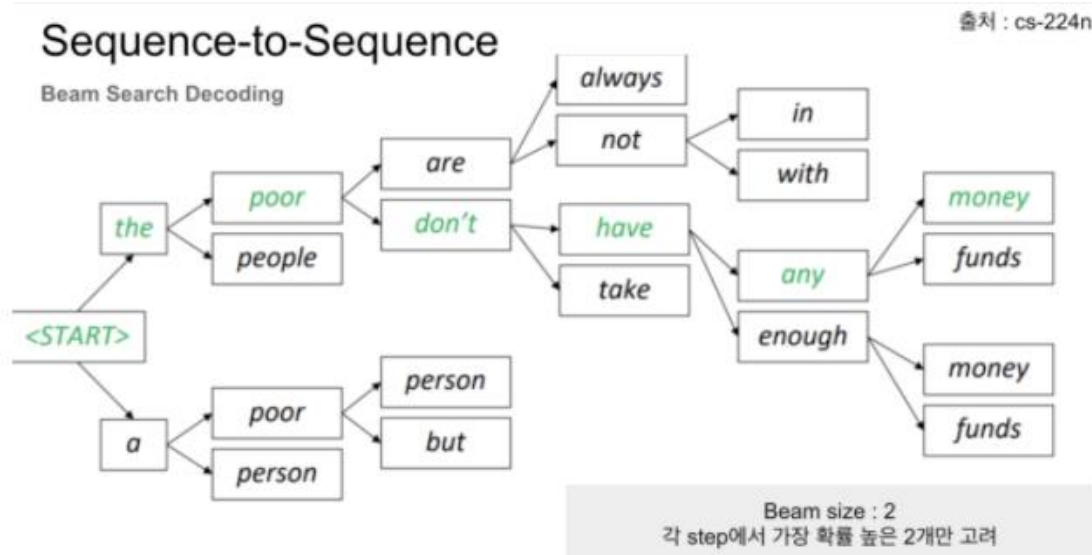 Sequence-to-Sequence
출처 : cs-224n
Beam Search Decoding
always
not
in
with
are
don't
poor
people
the
have
take
any
enough
money
funds
<START>
money
funds
a
poor
person
person
but
Beam size : 2
각 step에서 가장 확률 높은 2개만 고려